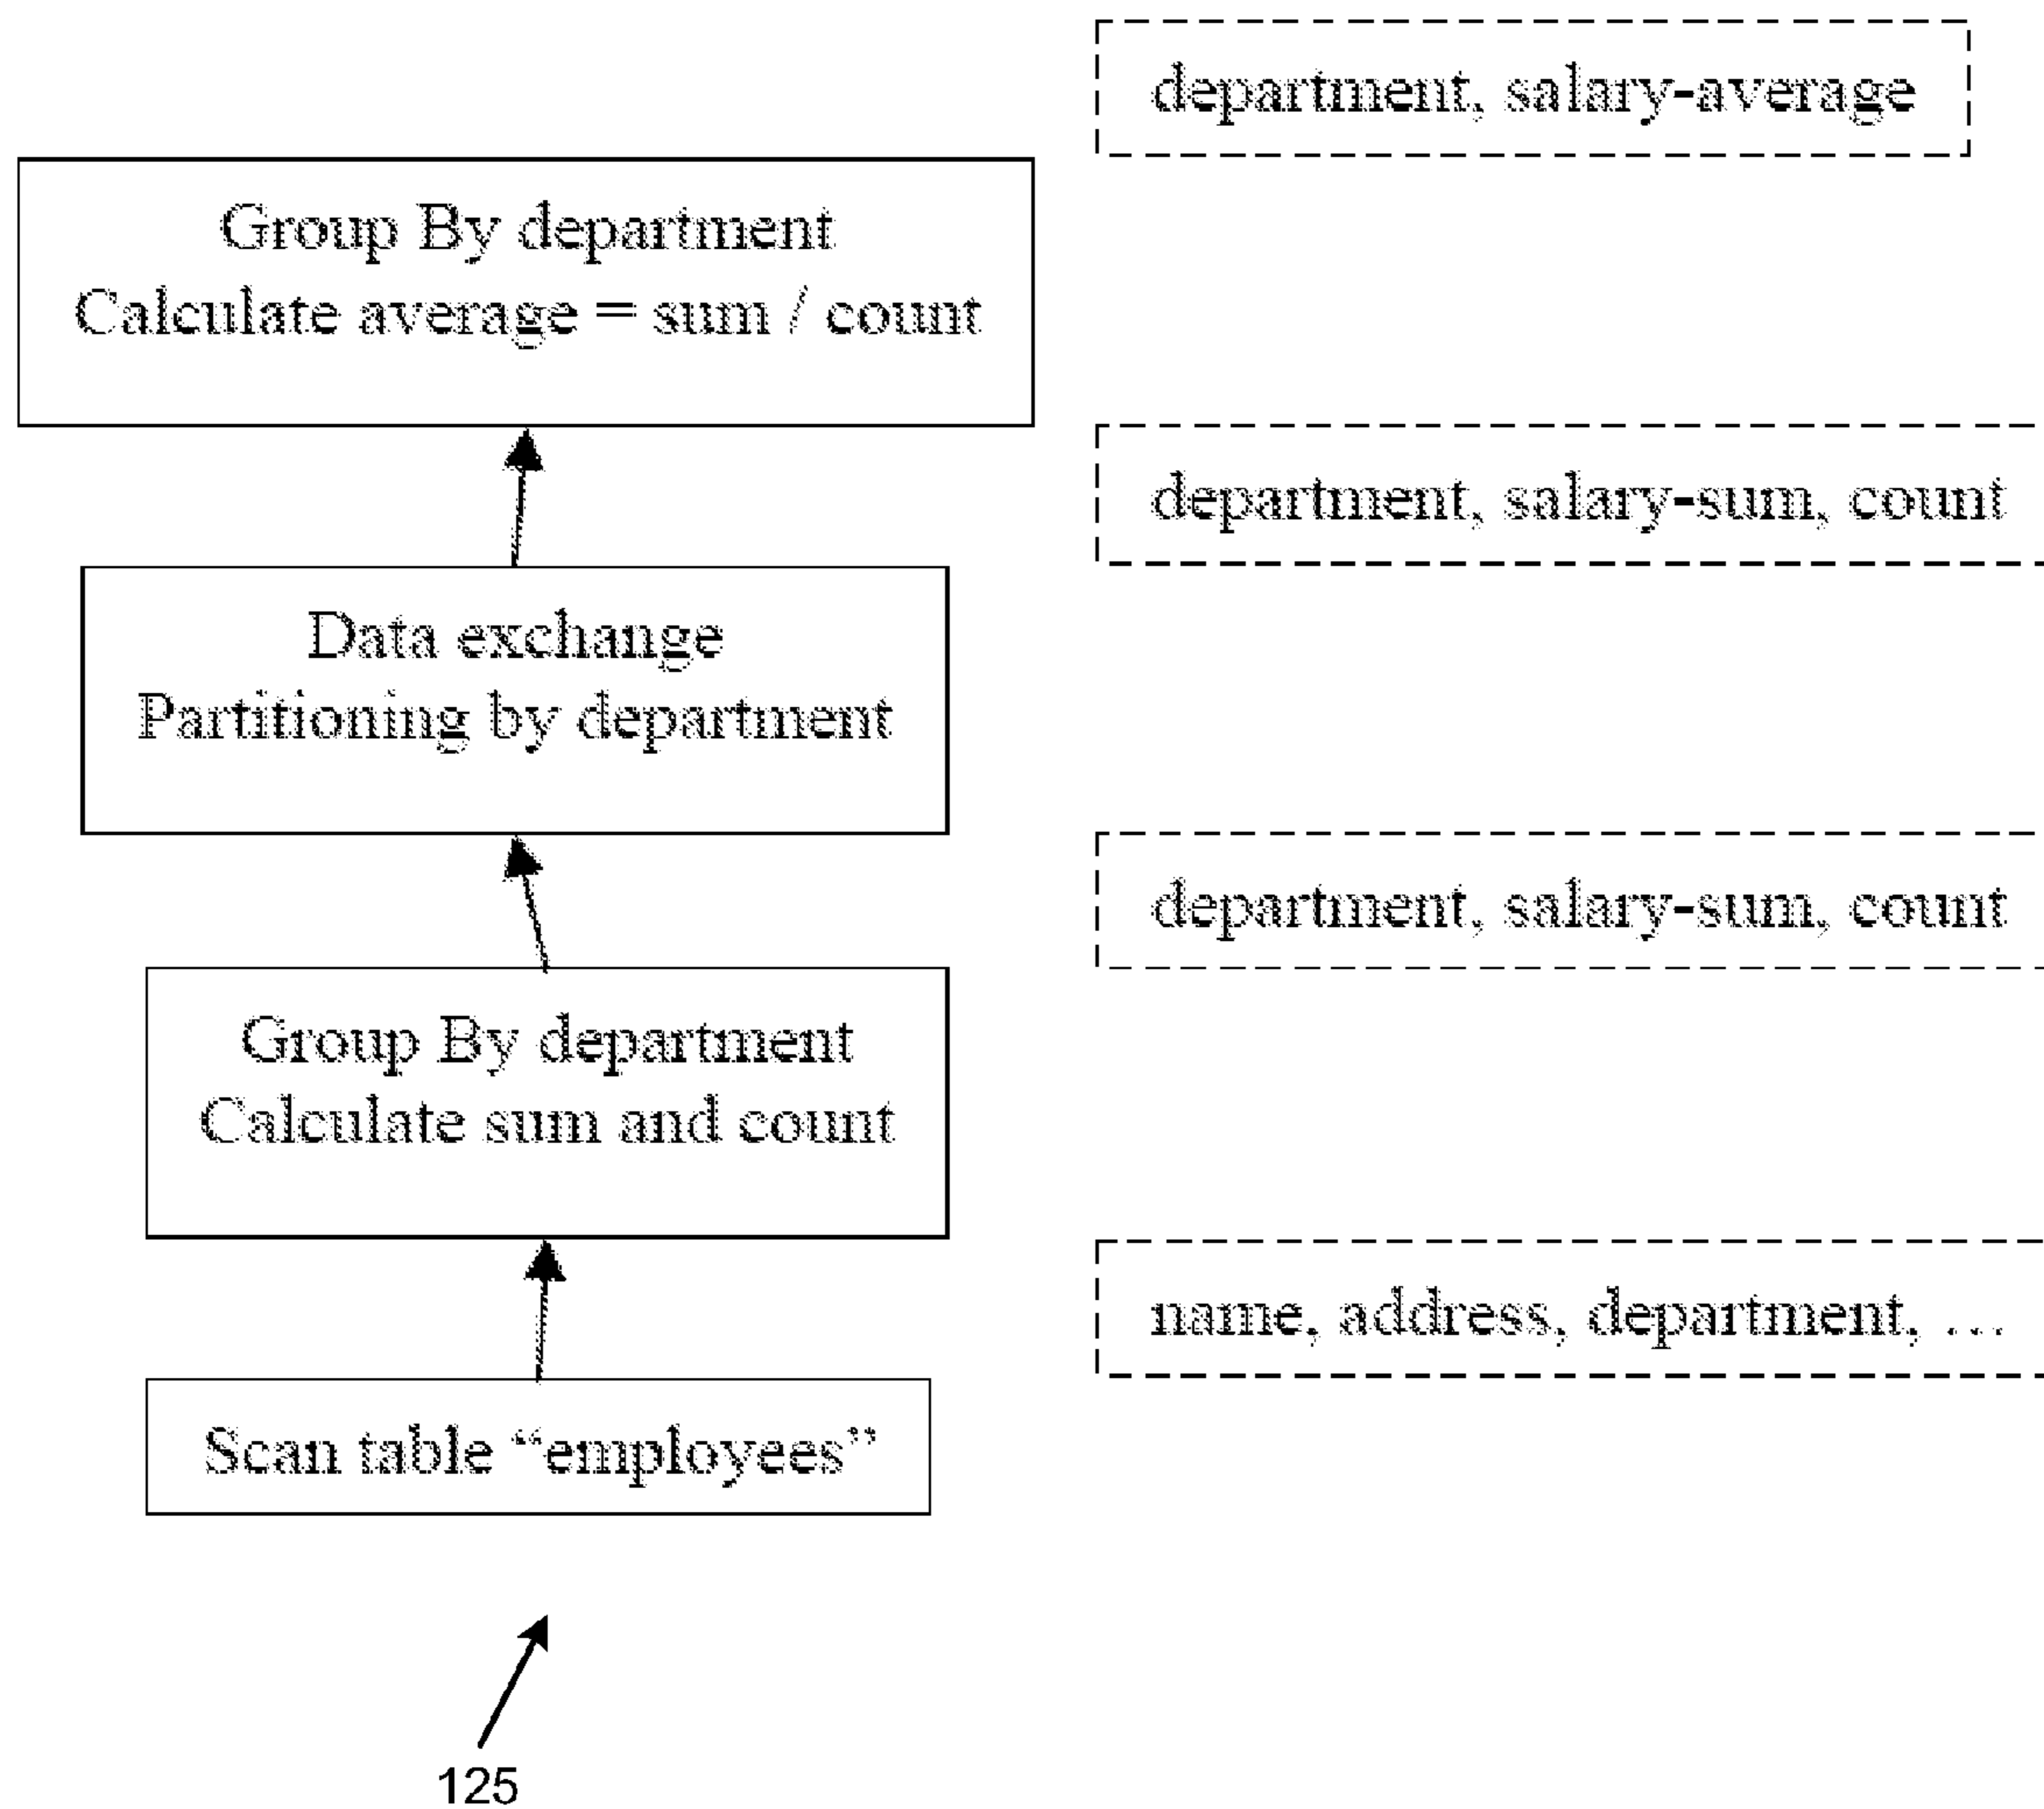 department, salary-average
Group By department
Calculate average = sum / count
department, salary-sum, count
Data exchange
Partitioning by department
department, salary-sum, count
Group By department
Calculate sum and count
name, address, department, ...
Scan table “employees”
125